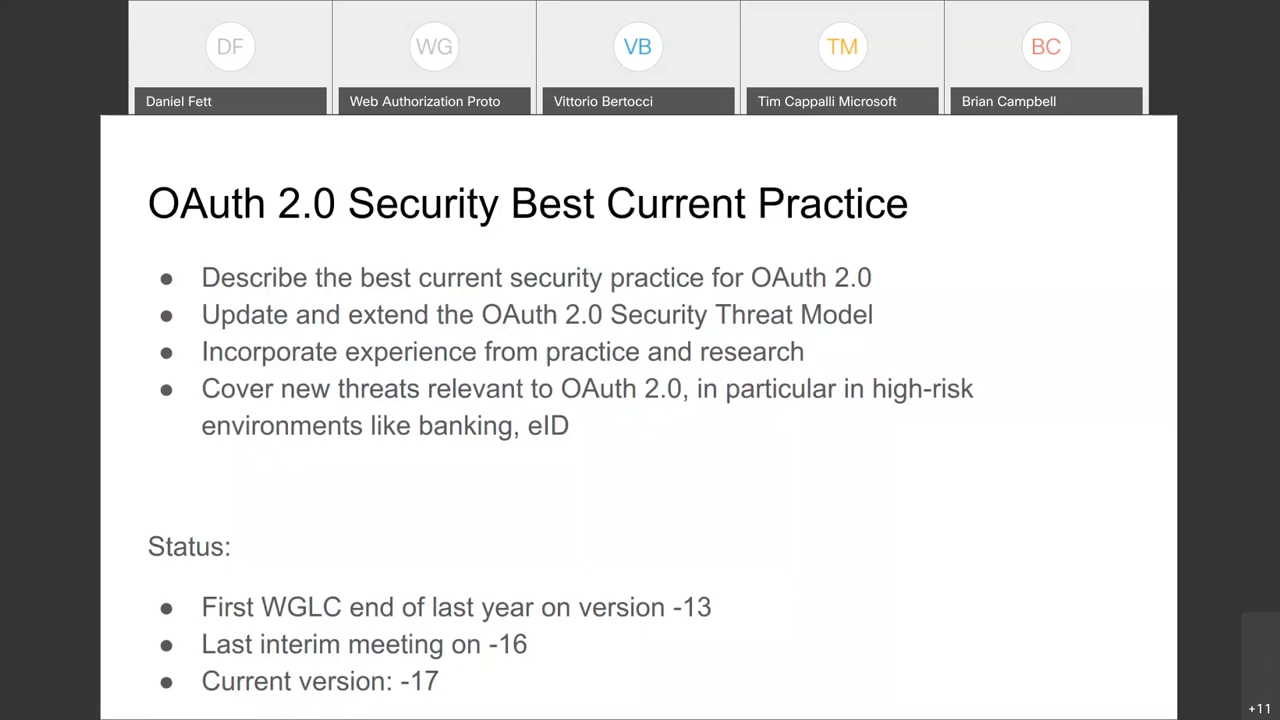 DF
WG
VB
TM
BC
Daniel Fett
Web Authorization Proto
Vittorio Bertocci
Tim Cappalli Microsoft
Brian Campbell
OAuth 2.0 Security Best Current Practice
● Describe the best current security practice for OAuth 2.0
● Update and extend the OAuth 2.0 Security Threat Model
● Incorporate experience from practice and research
● Cover new threats relevant to OAuth 2.0, in particular in high-risk
environments like banking, eID
Status:
● First WGLC end of last year on version -13
● Last interim meeting on -16
● Current version: -17
+11